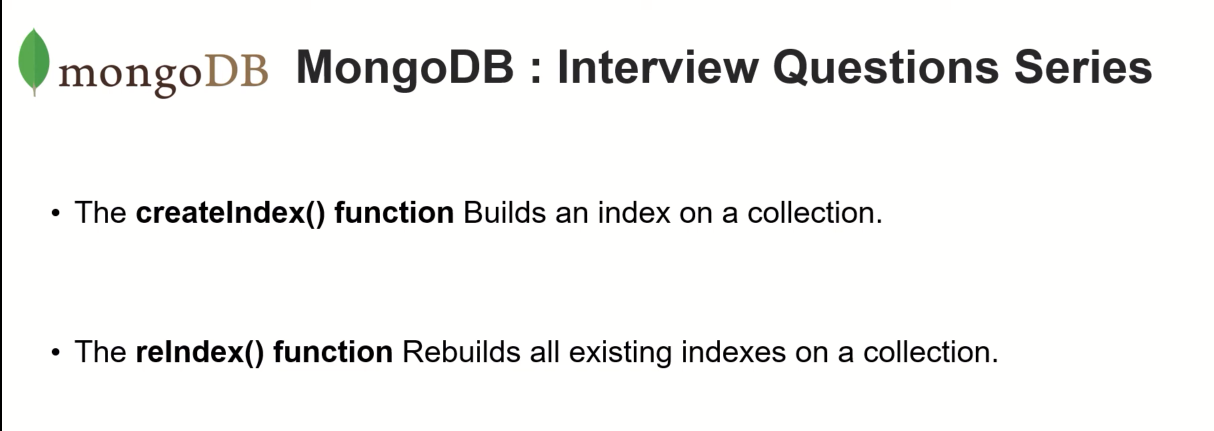 mongoDB MongoDB : Interview Questions Series
• The createIndex() function Builds an index on a collection.
• The reIndex() function Rebuilds all existing indexes on a collection.